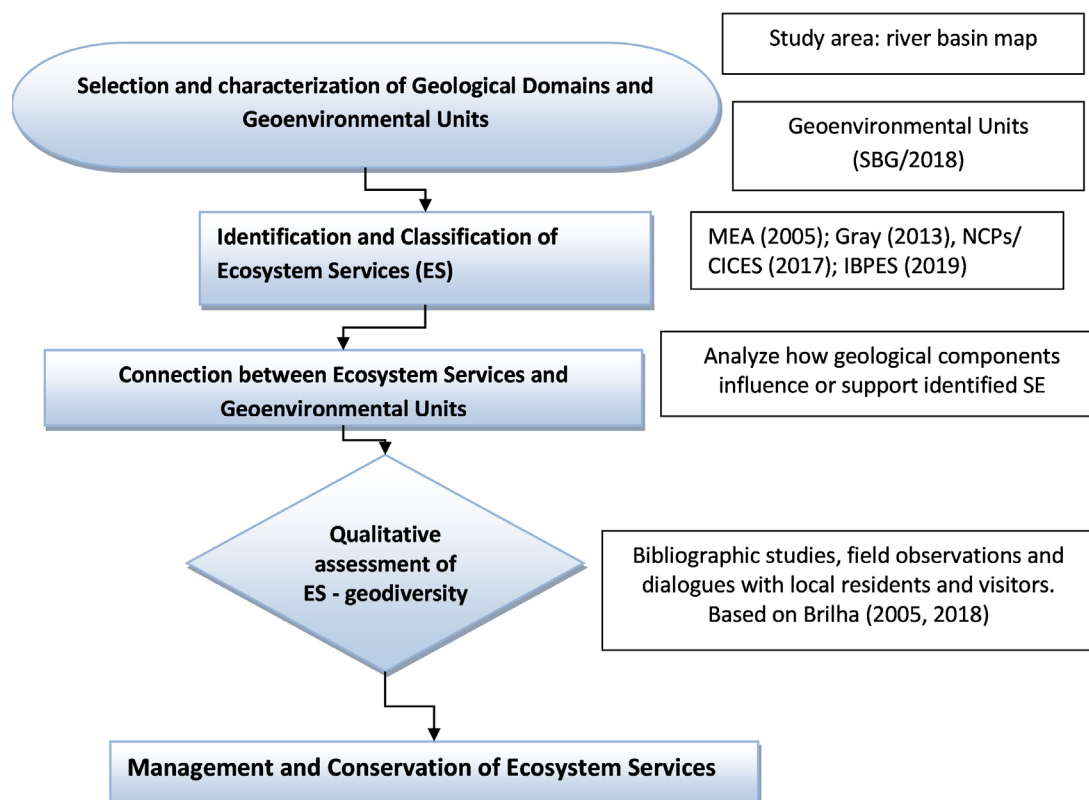 Study area: river basin map
Selection and characterization of Geological Domains and
Geoenvironmental Units
Geoenvironmental Units
(SBG/2018)
Identification and Classification of
Ecosystem Services (ES)
MEA (2005); Gray (2013), NCPs/
CICES (2017); IBPES (2019)
Connection between Ecosystem Services and
Geoenvironmental Units
Analyze how geological components
influence or support identified SE
Qualitative
assessment of
ES - geodiversity
Bibliographic studies, field observations and
dialogues with local residents and visitors.
Based on Brilha (2005, 2018)
Management and Conservation of Ecosystem Services